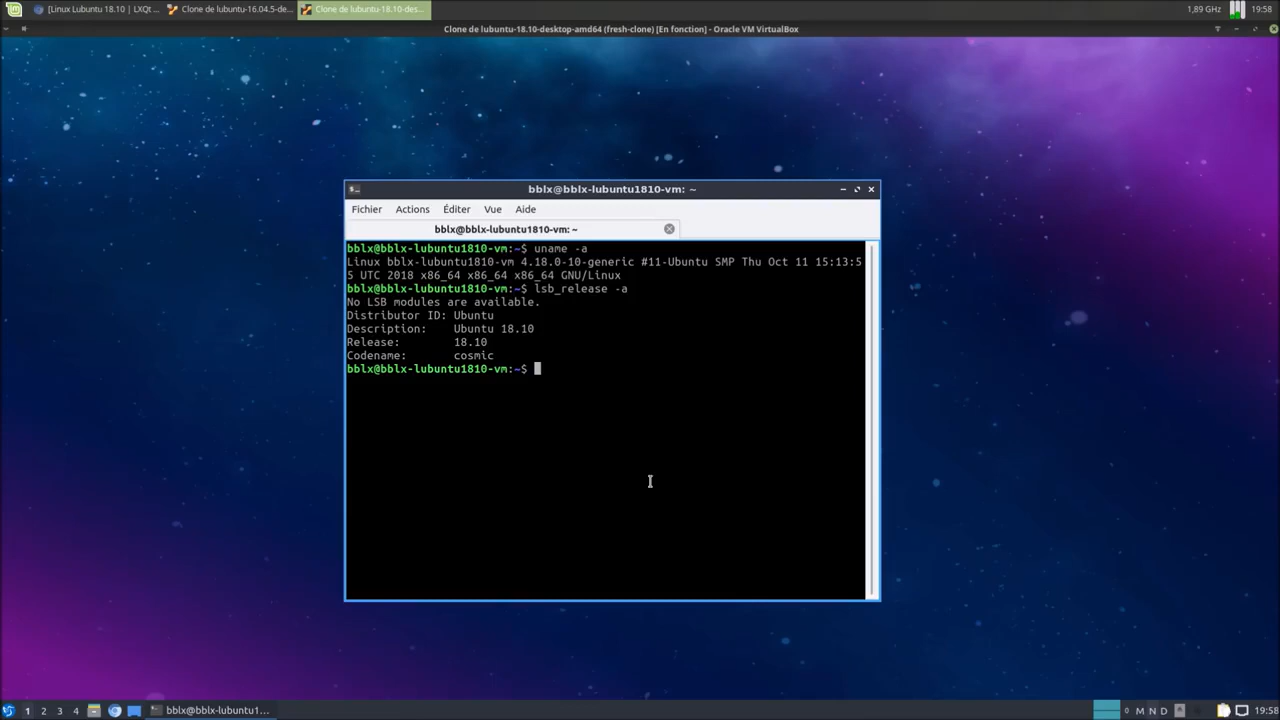 [Linux Lubuntu 18.10 | LXQt ... Clone de lubuntu-16.04.5-de... Clone de lubuntu-18.10-des... 1,89 GHz 19:58
Clone de lubuntu-18.10-desktop-amd64 (fresh-clone) [En fonction] - Oracle VM VirtualBox
bblx@bblx-lubuntu1810-vm: ~
Fichier Actions Éditer Vue Aide
bblx@bblx-lubuntu1810-vm: ~
bblx@bblx-lubuntu1810-vm:~$ uname -a
Linux bblx-lubuntu1810-vm 4.18.0-10-generic #11-Ubuntu SMP Thu Oct 11 15:13:5
5 UTC 2018 x86_64 x86_64 x86_64 GNU/Linux
bblx@bblx-lubuntu1810-vm:~$ lsb_release -a
No LSB modules are available.
Distributor ID: Ubuntu
Description: Ubuntu 18.10
Release: 18.10
Codename: cosmic
bblx@bblx-lubuntu1810-vm:~$
1 2 3 4 bblx@bblx-lubuntu1... 0 M N D 19:58